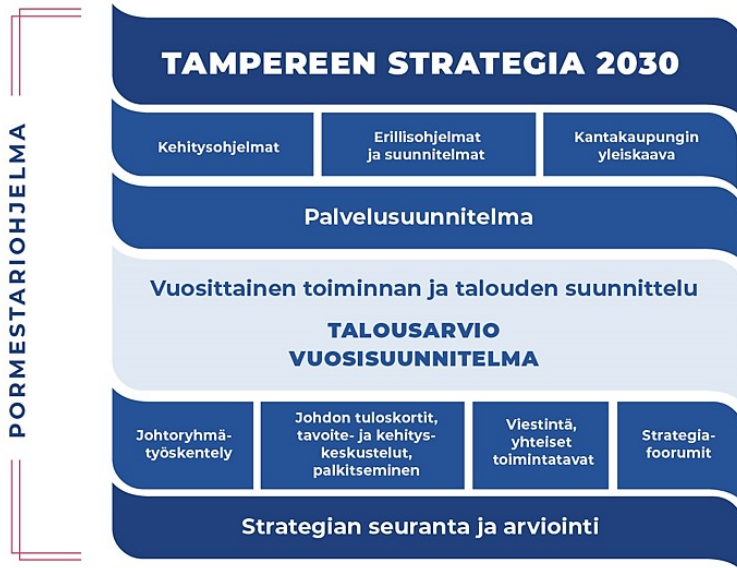 PORMESTARIOHJELMA
TAMPEREEN STRATEGIA 2030
Kehitysohjelmat
Erillisohjelmat
ja suunnitelmat
Kantakaupungin
yleiskaava
Palvelusuunnitelma
Vuosittainen toiminnan ja talouden suunnittelu
TALOUSARVIO
VUOSISUUNNITELMA
Johtoryhmä-
työskentely
Johdon tuloskortit,
tavoite- ja kehitys-
keskustelut,
palkitseminen
Viestintä,
yhteiset
toimintatavat
Strategia-
foorumit
Strategian seuranta ja arviointi